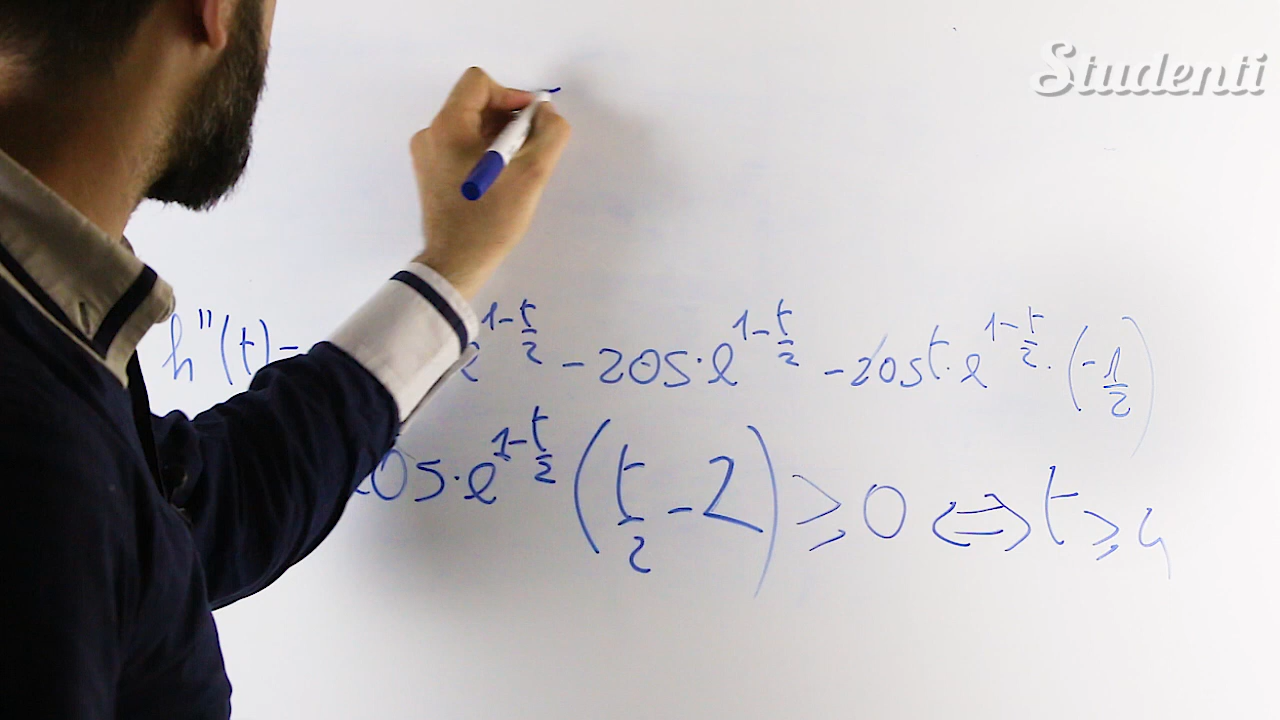 Studenti
h''(t) = e^{1-t/2} - 205·e^{1-t/2} - 205t·e^{1-t/2}·(-1/2)
205·e^{1-t/2} (t/2 - 2) ≥ 0 ⇔ t ≥ 4